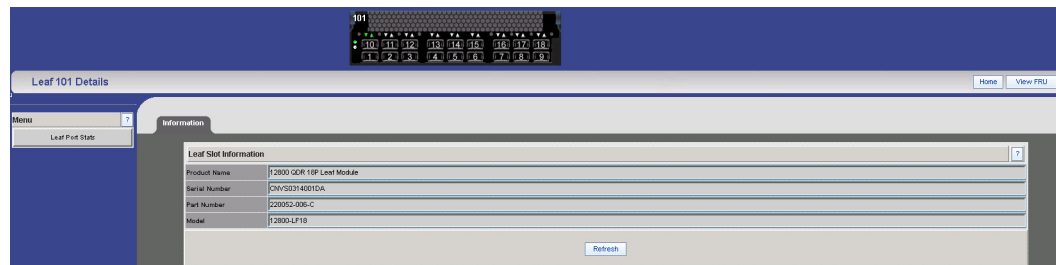 101
10 11 12 13 14 15 16 17 18
1 2 3 4 5 6 7 8 9
Leaf 101 Details
Home View FRU
Menu ?
Leaf Port Stats
Information
Leaf Slot Information ?
Product Name 12800 QDR 18P Leaf Module
Serial Number CNVS0314001DA
Part Number 220052-006-C
Model 12800-LF18
Refresh